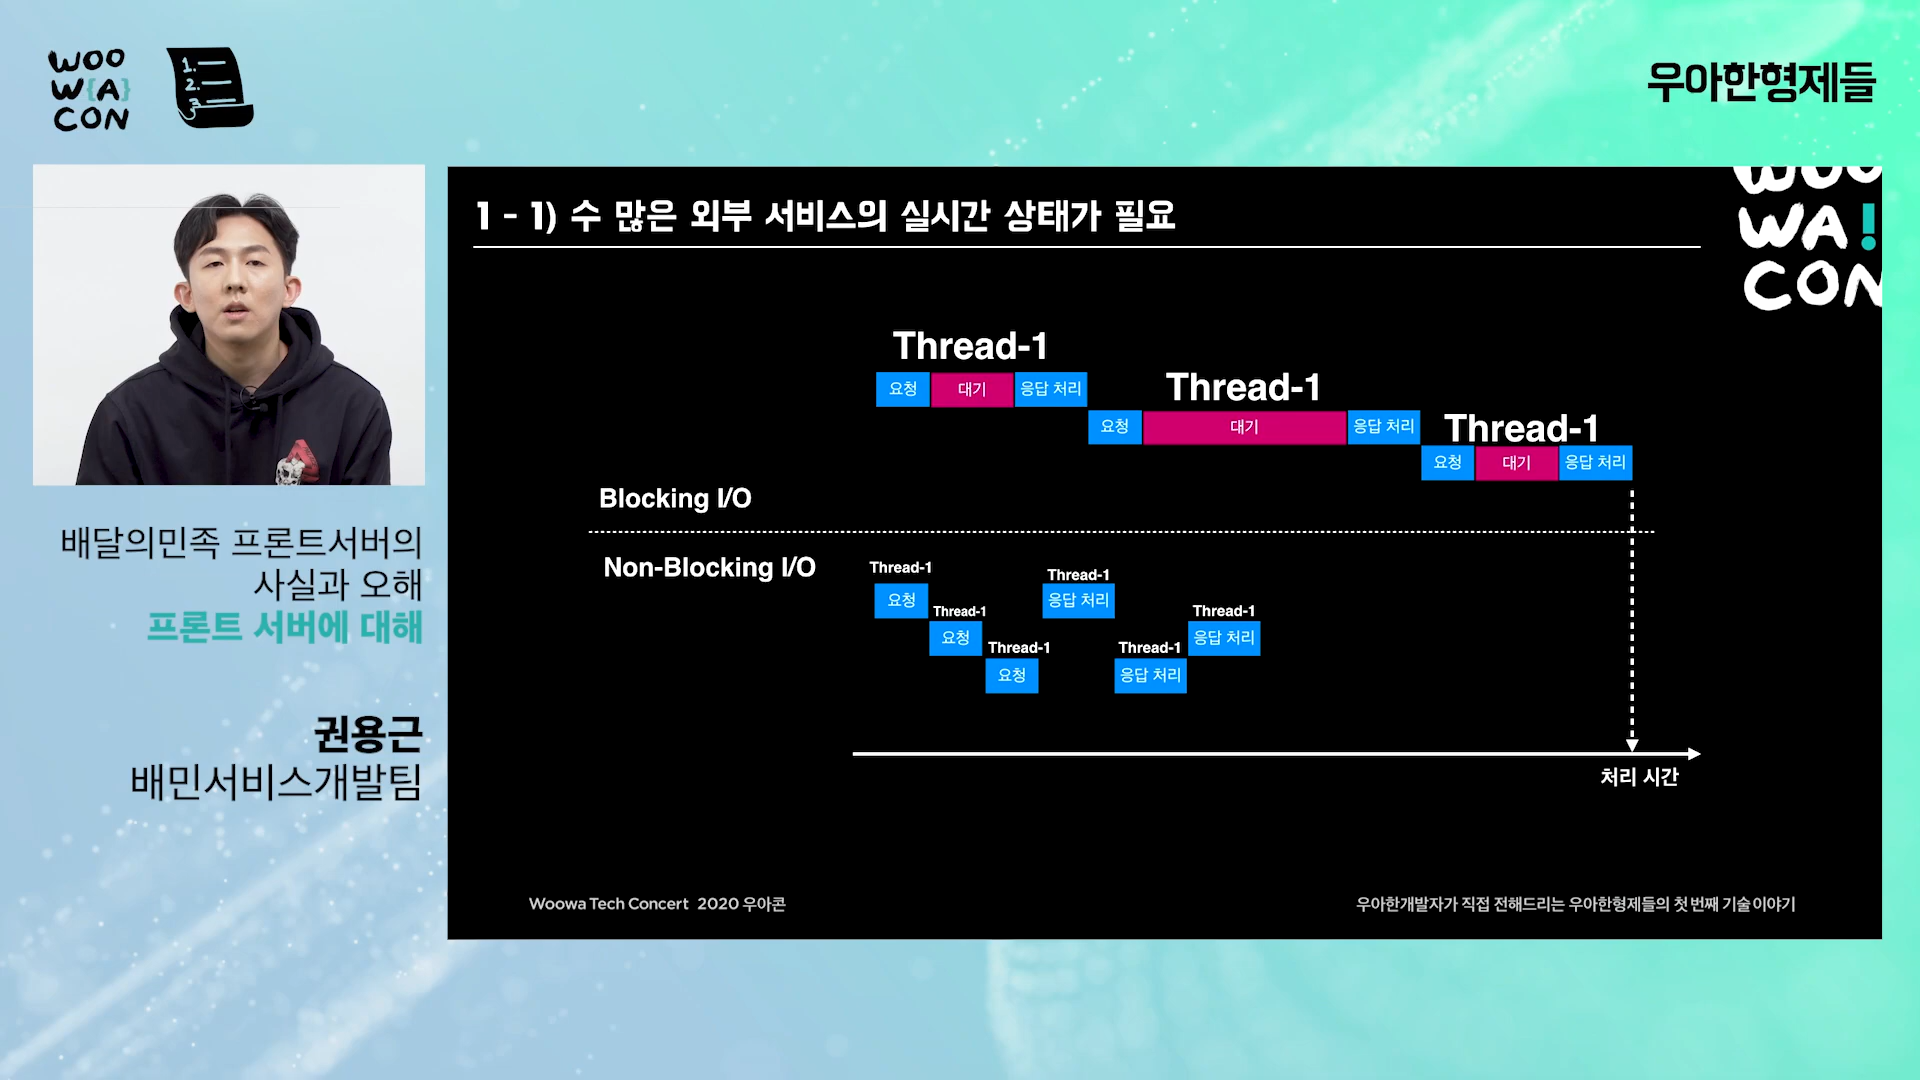 WOO
W{A}
CON
1.
2.
3.
우아한형제들
배달의민족 프론트서버의
사실과 오해
프론트 서버에 대해
권용근
배민서비스개발팀
1 - 1) 수 많은 외부 서비스의 실시간 상태가 필요
WOO
WA!
CON
Thread-1
요청 대기 응답 처리
Thread-1
요청 대기 응답 처리
Thread-1
요청 대기 응답 처리
Blocking I/O
Non-Blocking I/O
Thread-1
요청
Thread-1
요청
Thread-1
요청
Thread-1
응답 처리
Thread-1
응답 처리
Thread-1
응답 처리
처리 시간
Woowa Tech Concert 2020 우아콘
우아한개발자가 직접 전해드리는 우아한형제들의 첫 번째 기술 이야기